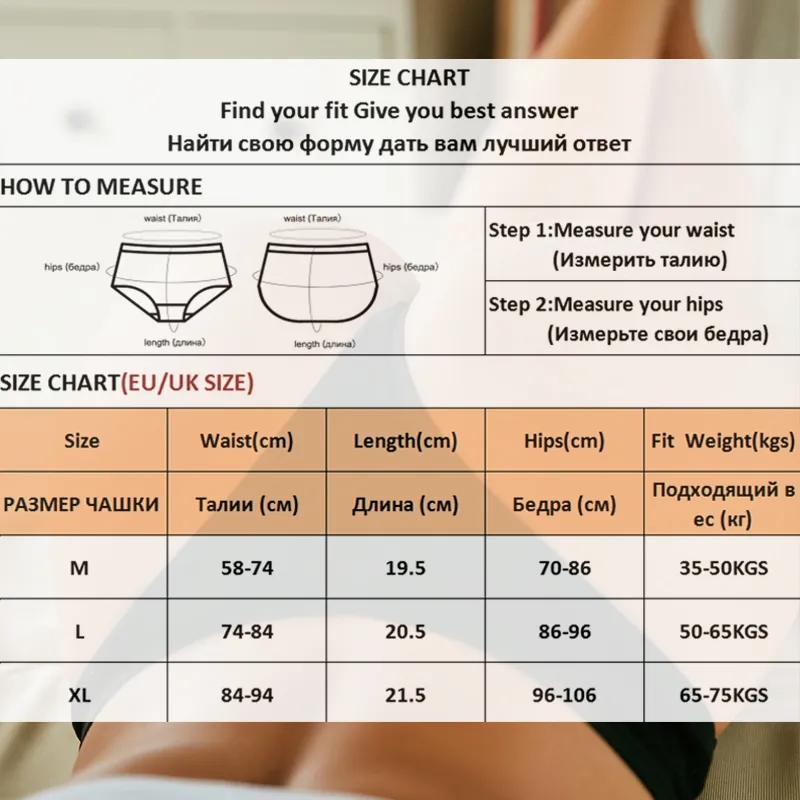 SIZE CHART
Find your fit Give you best answer
Найти свою форму дать вам лучший ответ
HOW TO MEASURE
waist (Талия) waist (Талия)
hips (бедра) hips (бедра)
length (длина) length (длина)
Step 1:Measure your waist
(Измерить талию)
Step 2:Measure your hips
(Измерьте свои бедра)
SIZE CHART(EU/UK SIZE)
Size Waist(cm) Length(cm) Hips(cm) Fit Weight(kgs)
РАЗМЕР ЧАШКИ Талии (см) Длина (см) Бедра (см) Подходящий в
ес (кг)
M 58-74 19.5 70-86 35-50KGS
L 74-84 20.5 86-96 50-65KGS
XL 84-94 21.5 96-106 65-75KGS